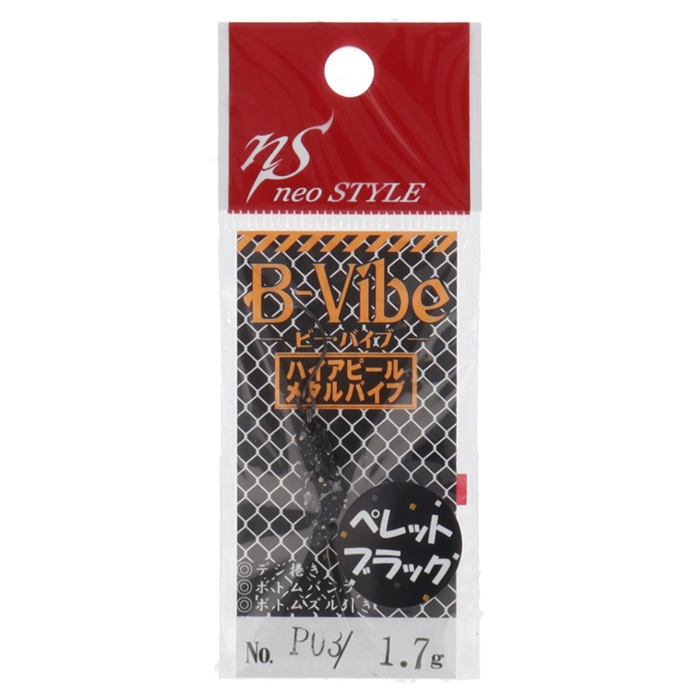 ns
neo STYLE
B-Vibe
ビー・バイブ
ハイアピール
メタルバイブ
ペレット
ブラック
◎デジ捲き
◎ボトムバンプ
◎ボトムズル引き
No. P03/ 1.7g